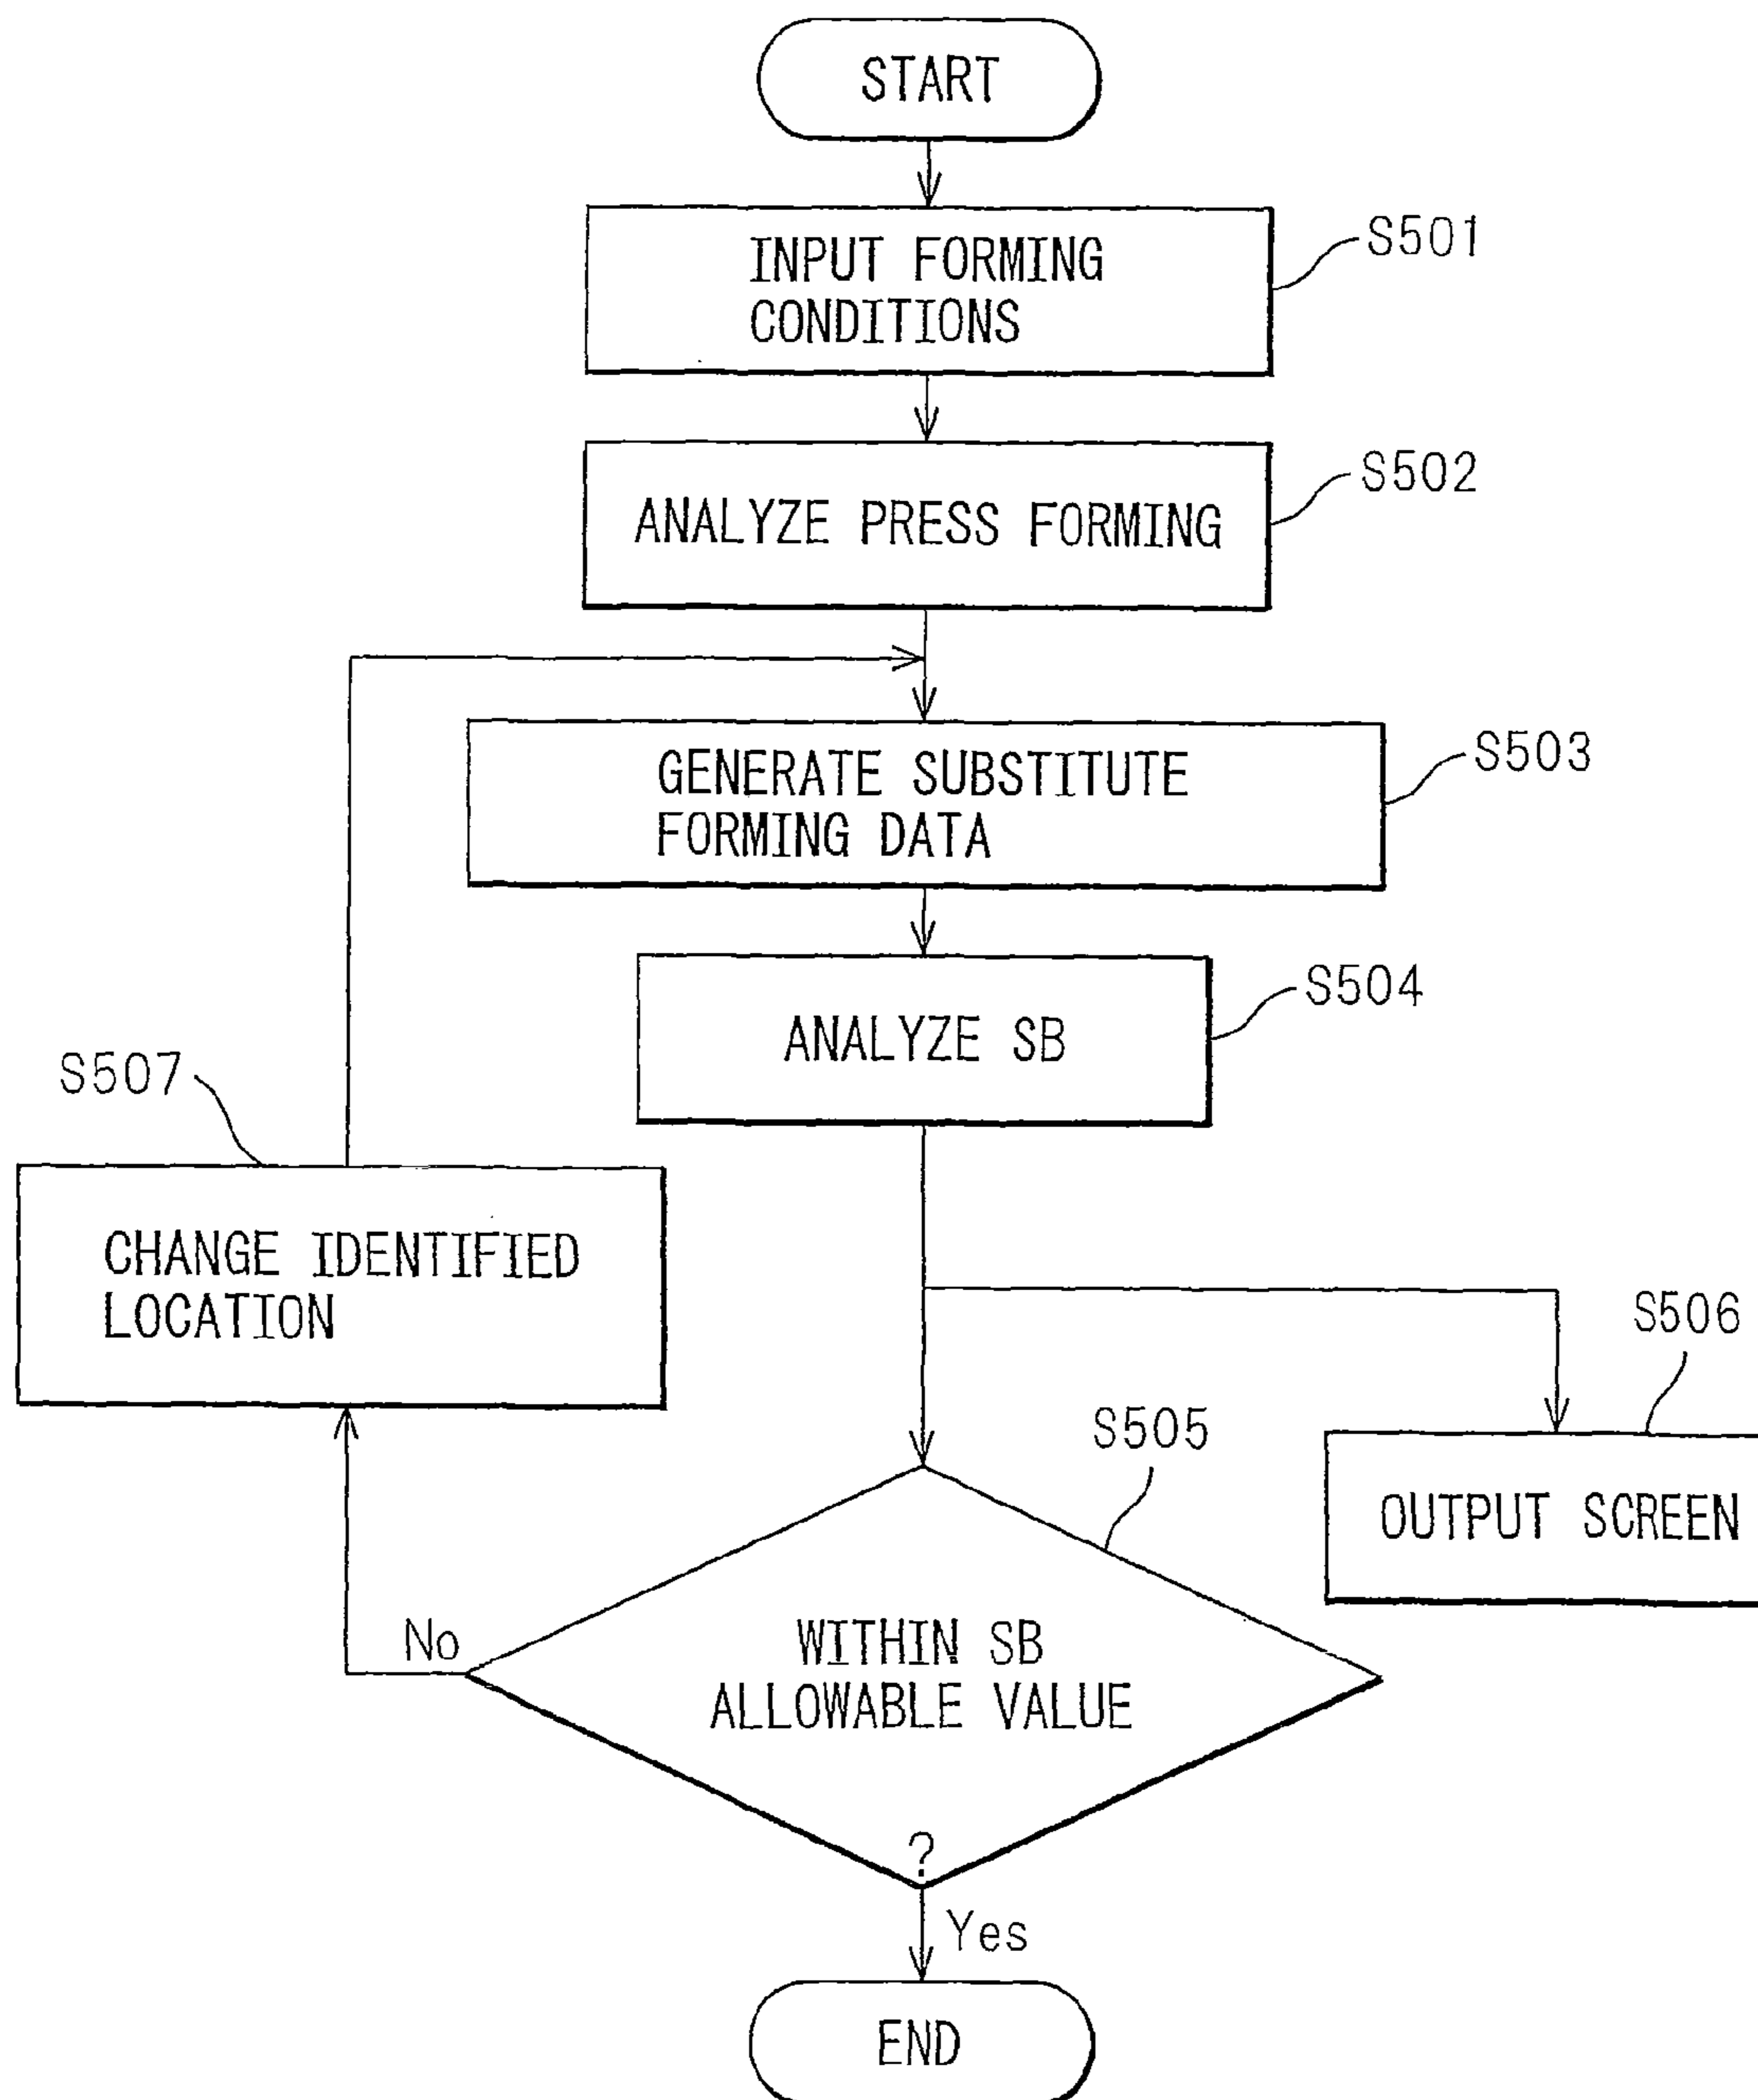 START
INPUT FORMING
CONDITIONS
S501
ANALYZE PRESS FORMING
S502
GENERATE SUBSTITUTE
FORMING DATA
S503
ANALYZE SB
S504
S507
CHANGE IDENTIFIED
LOCATION
S506
OUTPUT SCREEN
S505
No
WITHIN SB
ALLOWABLE VALUE
?
Yes
END